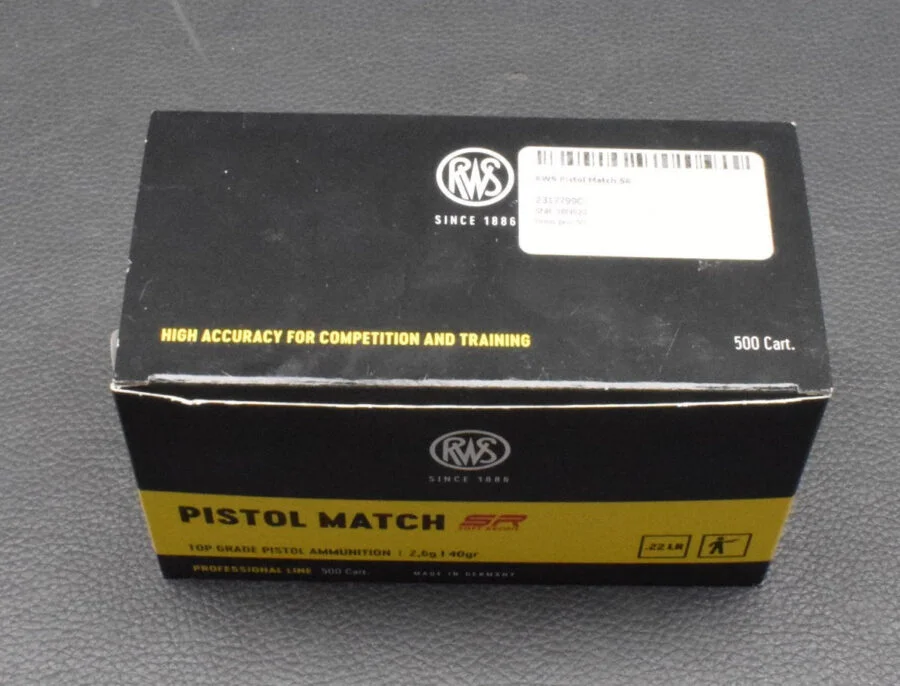 RWS
SINCE 1886
RWS Pistol Match SR
HIGH ACCURACY FOR COMPETITION AND TRAINING
500 Cart.
RWS
SINCE 1886
PISTOL MATCH SR
TOP GRADE PISTOL AMMUNITION | 2,6g | 40gr
.22 LR
PROFESSIONAL LINE 500 Cart.
MADE IN GERMANY